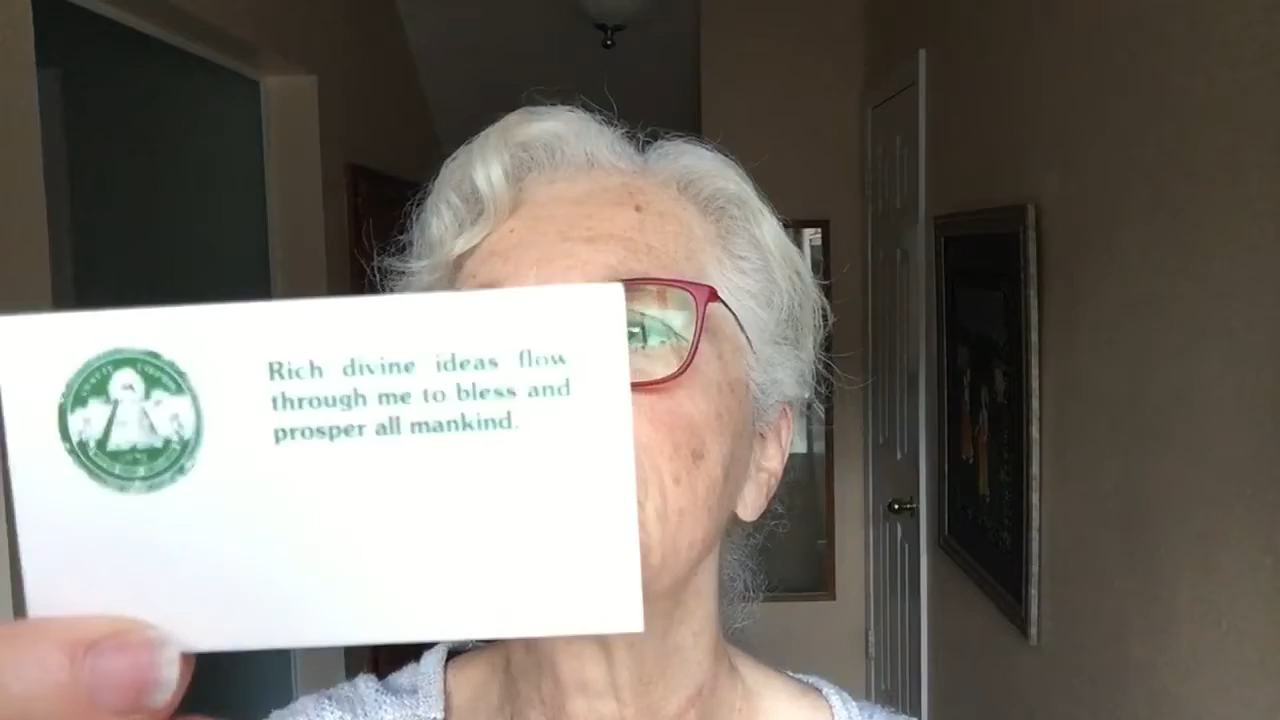 Rich divine ideas flow
through me to bless and
prosper all mankind.